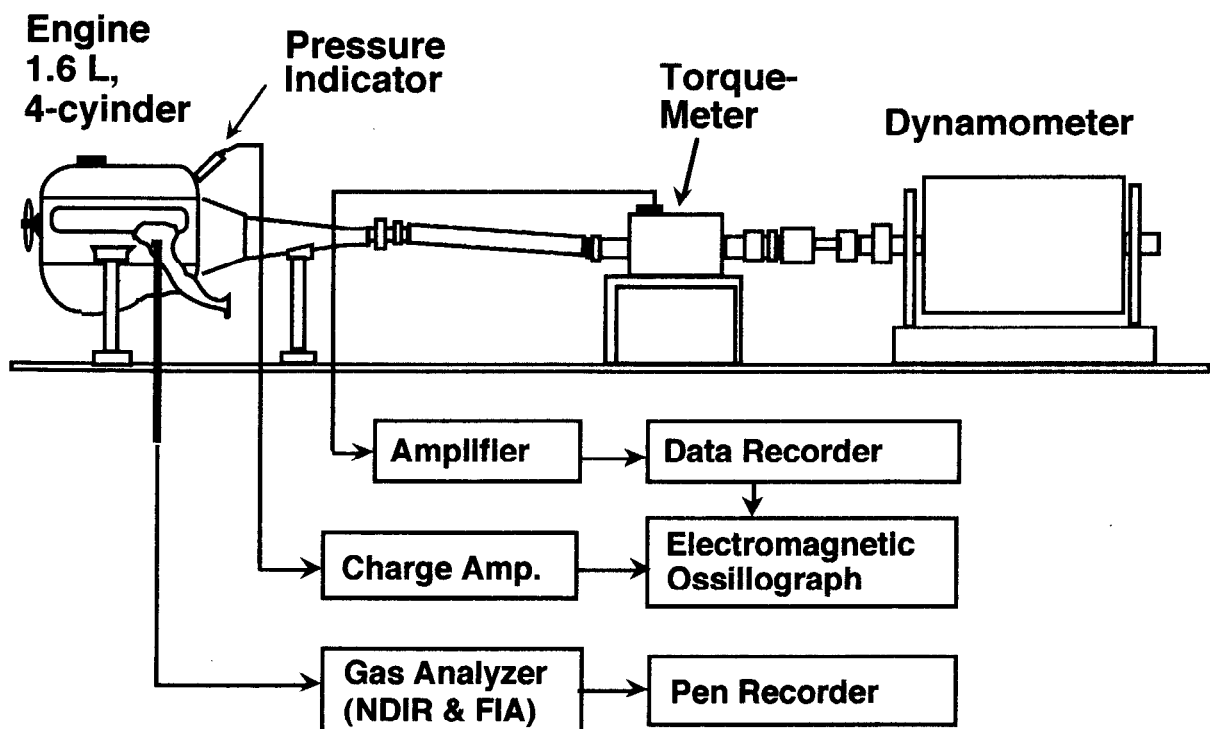 Engine
1.6 L,
4-cyinder
Pressure
Indicator
Torque-
Meter
Dynamometer
Amplifier
Data Recorder
Charge Amp.
Electromagnetic
Ossillograph
Gas Analyzer
(NDIR & FIA)
Pen Recorder